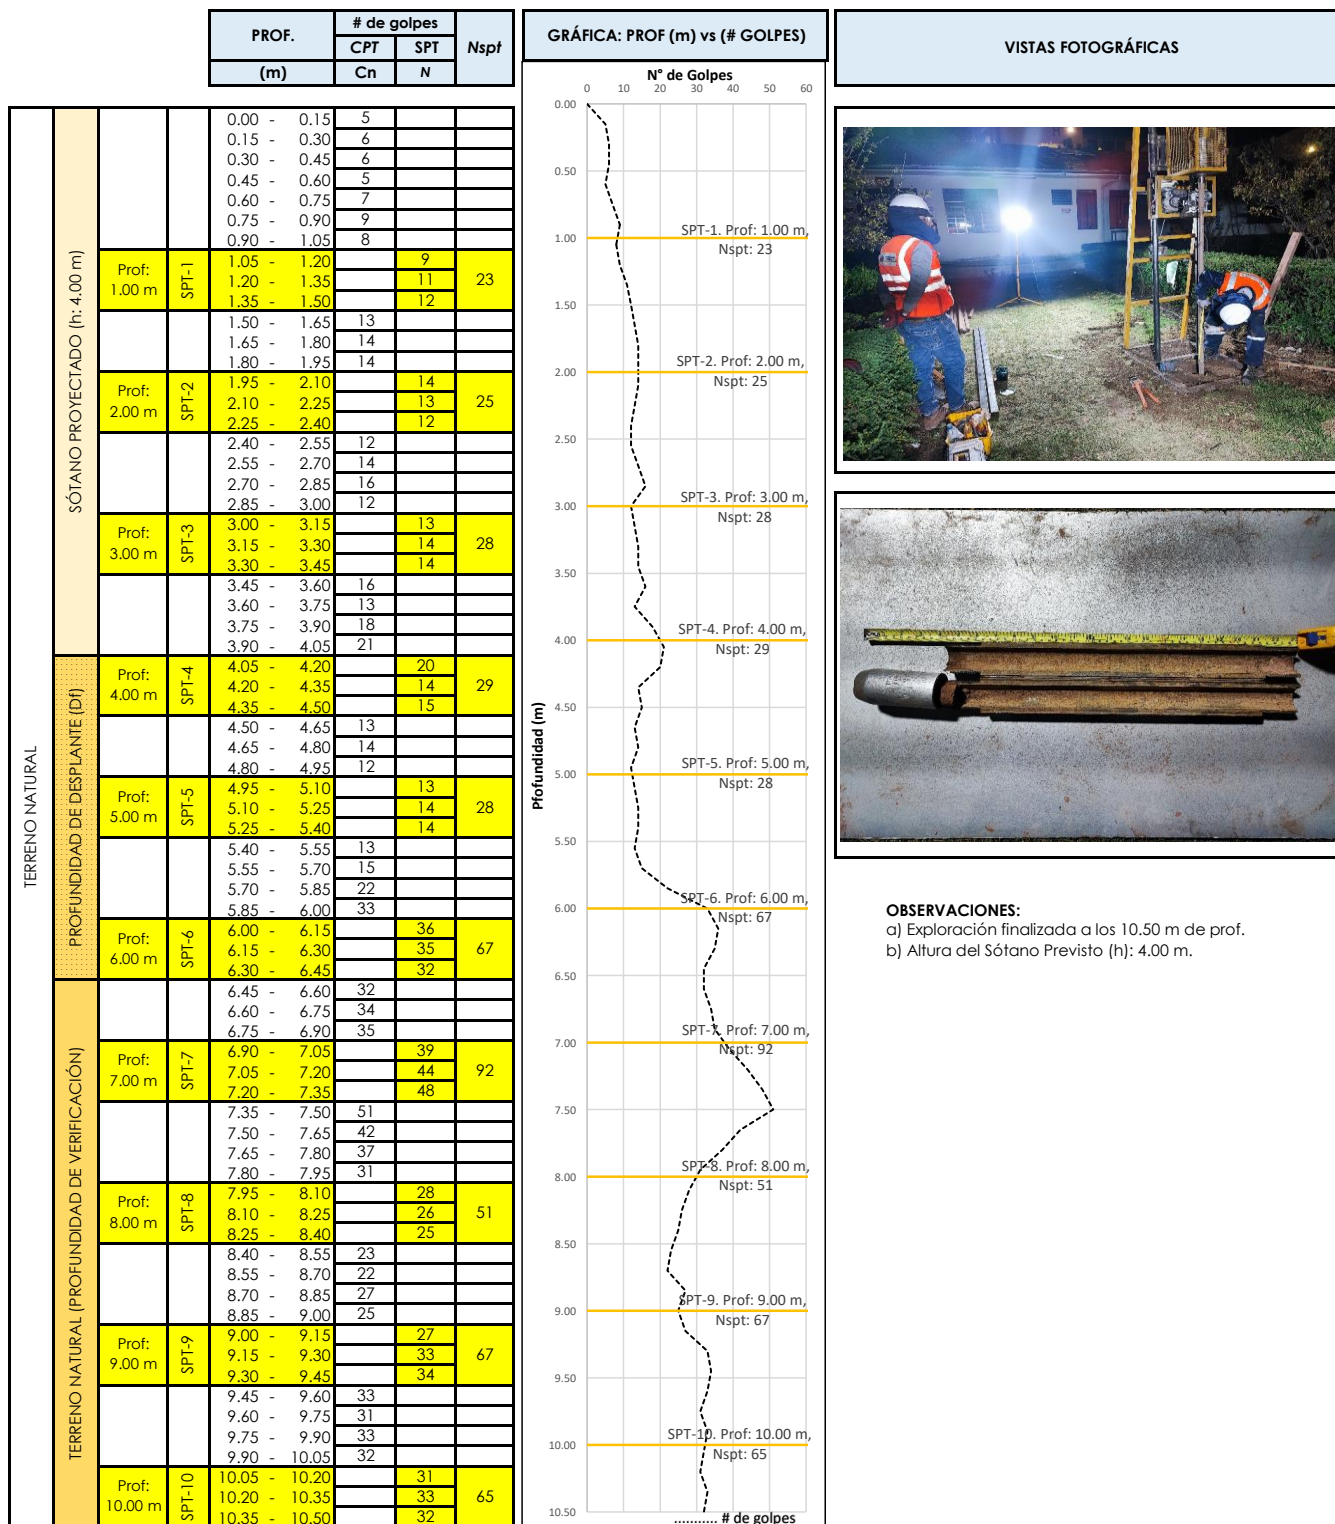 PROF.
# de golpes
CPT SPT
Nspt
(m) Cn N
GRÁFICA: PROF (m) vs (# GOLPES)
VISTAS FOTOGRÁFICAS
TERRENO NATURAL
SÓTANO PROYECTADO (h: 4.00 m)
PROFUNDIDAD DE DESPLANTE (Df)
TERRENO NATURAL (PROFUNDIDAD DE VERIFICACIÓN)
0.00 - 0.15 5
0.15 - 0.30 6
0.30 - 0.45 6
0.45 - 0.60 5
0.60 - 0.75 7
0.75 - 0.90 9
0.90 - 1.05 8
Prof: 1.00 m SPT-1 23
1.05 - 1.20 9
1.20 - 1.35 11
1.35 - 1.50 12
1.50 - 1.65 13
1.65 - 1.80 14
1.80 - 1.95 14
Prof: 2.00 m SPT-2 25
1.95 - 2.10 14
2.10 - 2.25 13
2.25 - 2.40 12
2.40 - 2.55 12
2.55 - 2.70 14
2.70 - 2.85 16
2.85 - 3.00 12
Prof: 3.00 m SPT-3 28
3.00 - 3.15 13
3.15 - 3.30 14
3.30 - 3.45 14
3.45 - 3.60 16
3.60 - 3.75 13
3.75 - 3.90 18
3.90 - 4.05 21
Prof: 4.00 m SPT-4 29
4.05 - 4.20 20
4.20 - 4.35 14
4.35 - 4.50 15
4.50 - 4.65 13
4.65 - 4.80 14
4.80 - 4.95 12
Prof: 5.00 m SPT-5 28
4.95 - 5.10 13
5.10 - 5.25 14
5.25 - 5.40 14
5.40 - 5.55 13
5.55 - 5.70 15
5.70 - 5.85 22
5.85 - 6.00 33
Prof: 6.00 m SPT-6 67
6.00 - 6.15 36
6.15 - 6.30 35
6.30 - 6.45 32
6.45 - 6.60 32
6.60 - 6.75 34
6.75 - 6.90 35
Prof: 7.00 m SPT-7 92
6.90 - 7.05 39
7.05 - 7.20 44
7.20 - 7.35 48
7.35 - 7.50 51
7.50 - 7.65 42
7.65 - 7.80 37
7.80 - 7.95 31
Prof: 8.00 m SPT-8 51
7.95 - 8.10 28
8.10 - 8.25 26
8.25 - 8.40 25
8.40 - 8.55 23
8.55 - 8.70 22
8.70 - 8.85 27
8.85 - 9.00 25
Prof: 9.00 m SPT-9 67
9.00 - 9.15 27
9.15 - 9.30 33
9.30 - 9.45 34
9.45 - 9.60 33
9.60 - 9.75 31
9.75 - 9.90 33
9.90 - 10.05 32
Prof: 10.00 m SPT-10 65
10.05 - 10.20 31
10.20 - 10.35 33
10.35 - 10.50 32
N° de Golpes
0 10 20 30 40 50 60
Pfofundidad (m)
0.00
0.50
1.00
1.50
2.00
2.50
3.00
3.50
4.00
4.50
5.00
5.50
6.00
6.50
7.00
7.50
8.00
8.50
9.00
9.50
10.00
10.50
SPT-1. Prof: 1.00 m,
Nspt: 23
SPT-2. Prof: 2.00 m,
Nspt: 25
SPT-3. Prof: 3.00 m,
Nspt: 28
SPT-4. Prof: 4.00 m,
Nspt: 29
SPT-5. Prof: 5.00 m,
Nspt: 28
SPT-6. Prof: 6.00 m,
Nspt: 67
SPT-7. Prof: 7.00 m,
Nspt: 92
SPT-8. Prof: 8.00 m,
Nspt: 51
SPT-9. Prof: 9.00 m,
Nspt: 67
SPT-10. Prof: 10.00 m,
Nspt: 65
........... # de golpes
OBSERVACIONES:
a) Exploración finalizada a los 10.50 m de prof.
b) Altura del Sótano Previsto (h): 4.00 m.